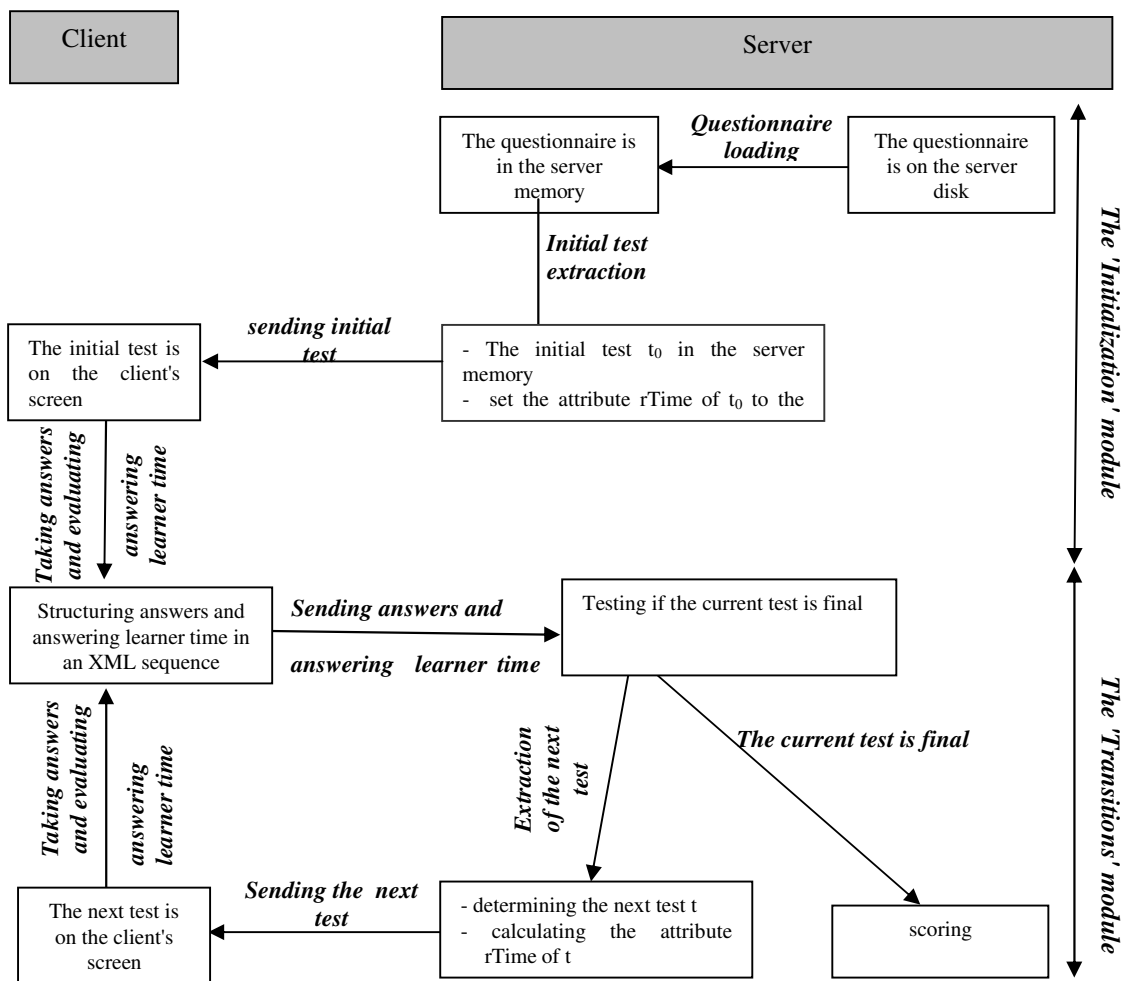 Client
Server
The questionnaire is
in the server
memory
Questionnaire
loading
The questionnaire
is on the server
disk
Initial test
extraction
The initial test is
on the client's
screen
sending initial
test
- The initial test t₀ in the server
memory
- set the attribute rTime of t₀ to the
The 'Initialization' module
Taking answers
and evaluating
answering
learner time
Structuring answers and
answering learner time in
an XML sequence
Sending answers and
answering learner time
Testing if the current test is final
Taking answers
and evaluating
answering
learner time
Extraction
of the next
test
The current test is final
The 'Transitions' module
The next test is
on the client's
screen
Sending the next
test
- determining the next test t
- calculating the attribute
rTime of t
scoring